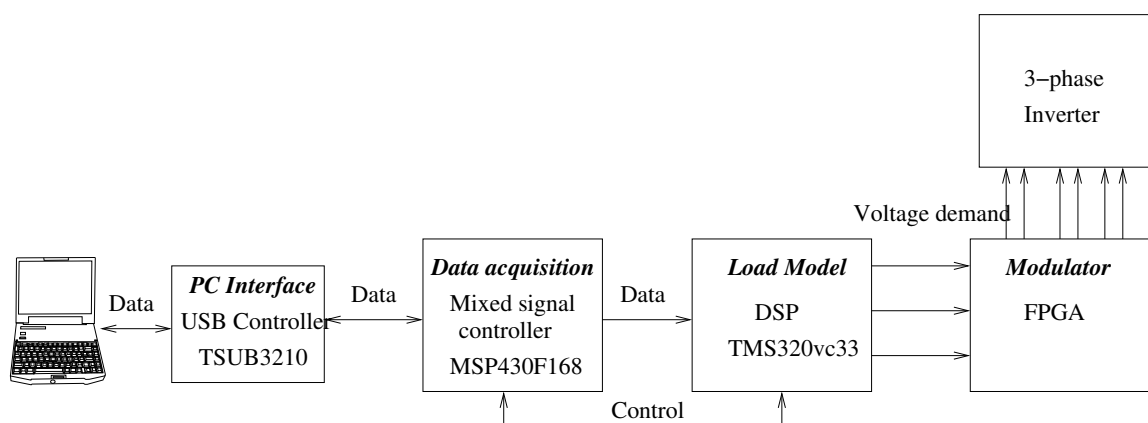 3−phase
Inverter
Voltage demand
Data
PC Interface
USB Controller
TSUB3210
Data
Data acquisition
Mixed signal
controller
MSP430F168
Data
Load Model
DSP
TMS320vc33
Modulator
FPGA
Control